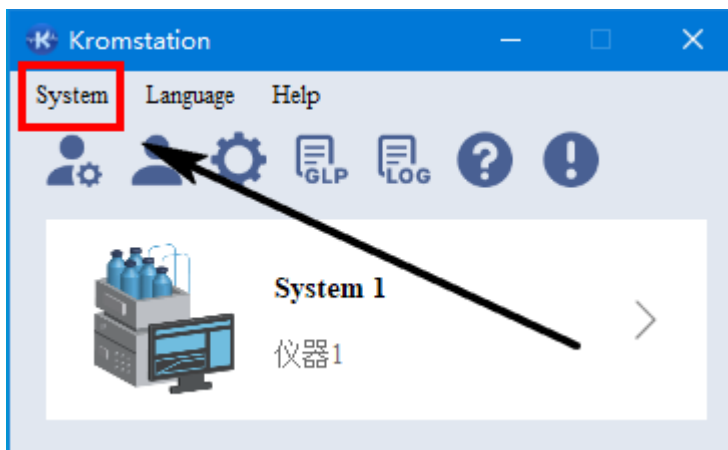 Kromstation
System Language Help
GLP LOG
System 1
仪器1